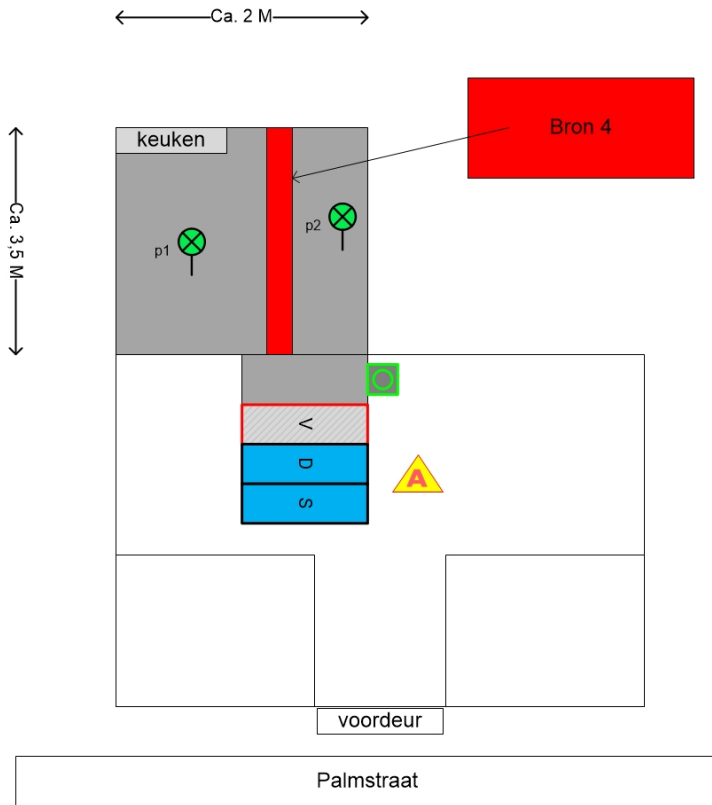 Ca. 2 M
Bron 4
keuken
p1
p2
Ca. 3,5 M
V
D
S
A
voordeur
Palmstraat